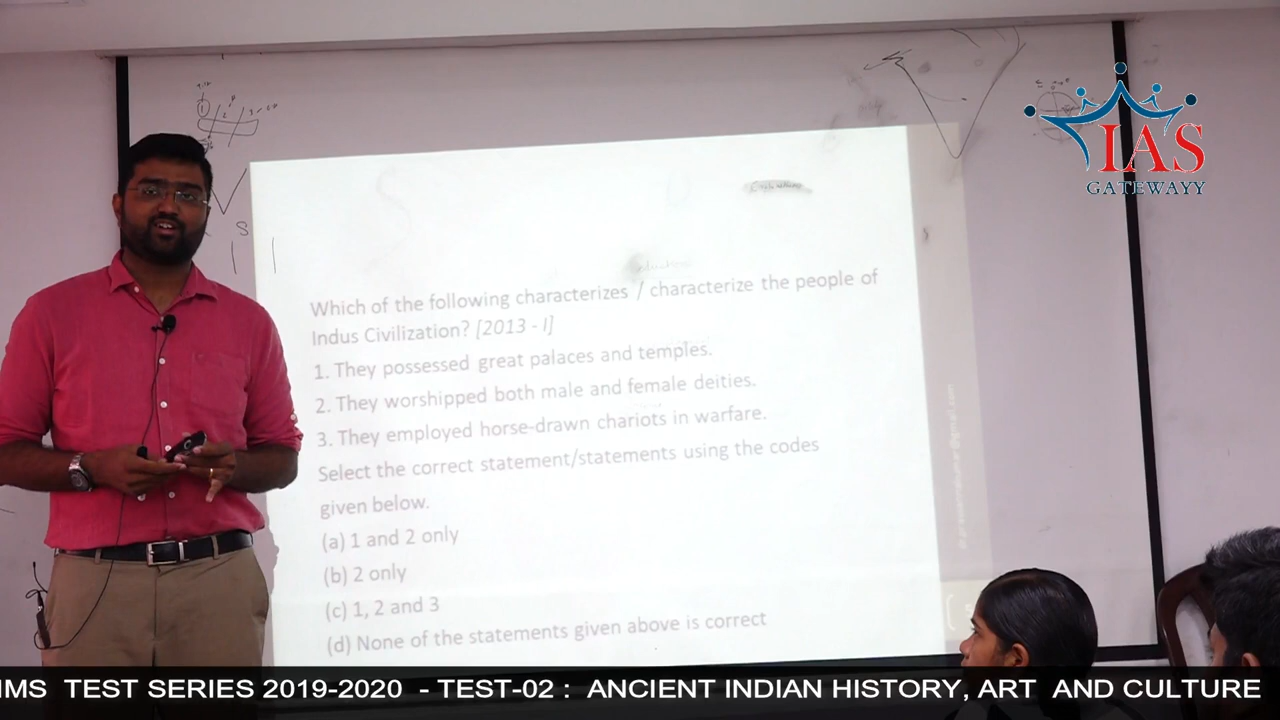 IAS
GATEWAYY
Which of the following characterizes / characterize the people of
Indus Civilization? [2013 - I]
1. They possessed great palaces and temples.
2. They worshipped both male and female deities.
3. They employed horse-drawn chariots in warfare.
Select the correct statement/statements using the codes
given below.
(a) 1 and 2 only
(b) 2 only
(c) 1, 2 and 3
(d) None of the statements given above is correct
IMS TEST SERIES 2019-2020 - TEST-02 : ANCIENT INDIAN HISTORY, ART AND CULTURE